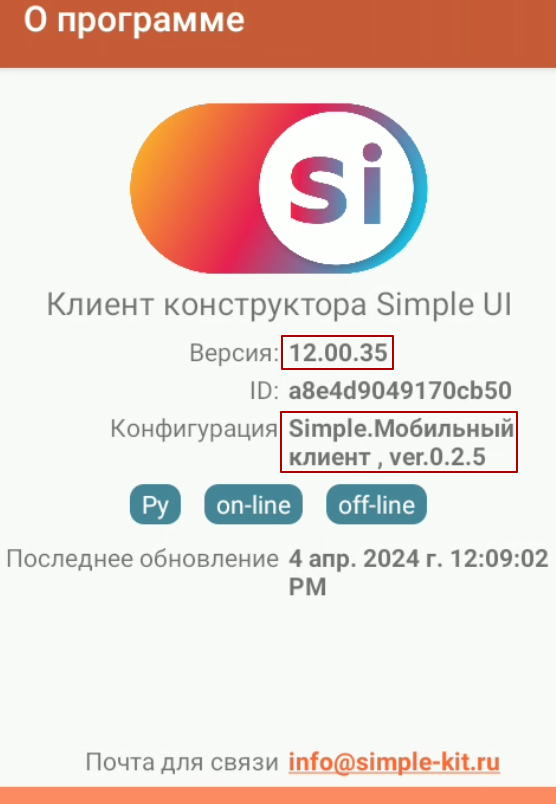 О программе
si
Клиент конструктора Simple UI
Версия: 12.00.35
ID: a8e4d9049170cb50
Конфигурация Simple.Мобильный
клиент , ver.0.2.5
Py on-line off-line
Последнее обновление 4 апр. 2024 г. 12:09:02
PM
Почта для связи info@simple-kit.ru